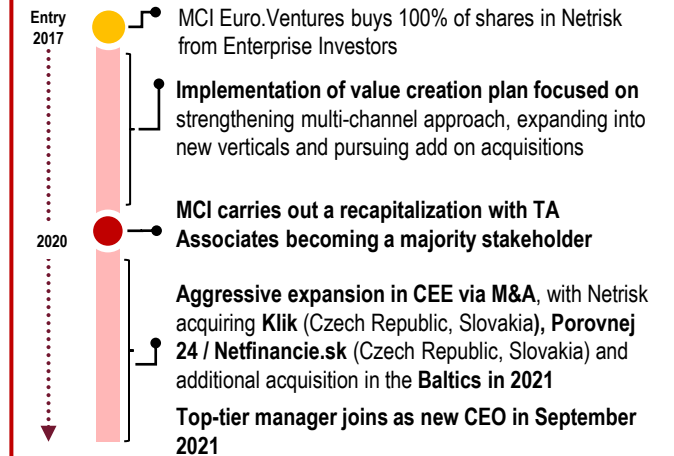 Entry
2017
MCI Euro.Ventures buys 100% of shares in Netrisk
from Enterprise Investors
Implementation of value creation plan focused on
strengthening multi-channel approach, expanding into
new verticals and pursuing add on acquisitions
2020
MCI carries out a recapitalization with TA
Associates becoming a majority stakeholder
Aggressive expansion in CEE via M&A, with Netrisk
acquiring Klik (Czech Republic, Slovakia), Porovnej
24 / Netfinancie.sk (Czech Republic, Slovakia) and
additional acquisition in the Baltics in 2021
Top-tier manager joins as new CEO in September
2021